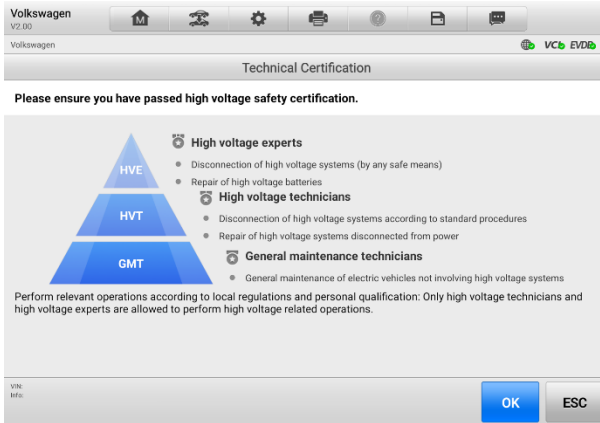 Volkswagen
V2.00
M
?
Volkswagen
VCI EVDB
Technical Certification
Please ensure you have passed high voltage safety certification.
High voltage experts
Disconnection of high voltage systems (by any safe means)
HVE
Repair of high voltage batteries
High voltage technicians
HVT
Disconnection of high voltage systems according to standard procedures
Repair of high voltage systems disconnected from power
General maintenance technicians
GMT
General maintenance of electric vehicles not involving high voltage systems
Perform relevant operations according to local regulations and personal qualification: Only high voltage technicians and
high voltage experts are allowed to perform high voltage related operations.
VIN:
Info:
OK
ESC